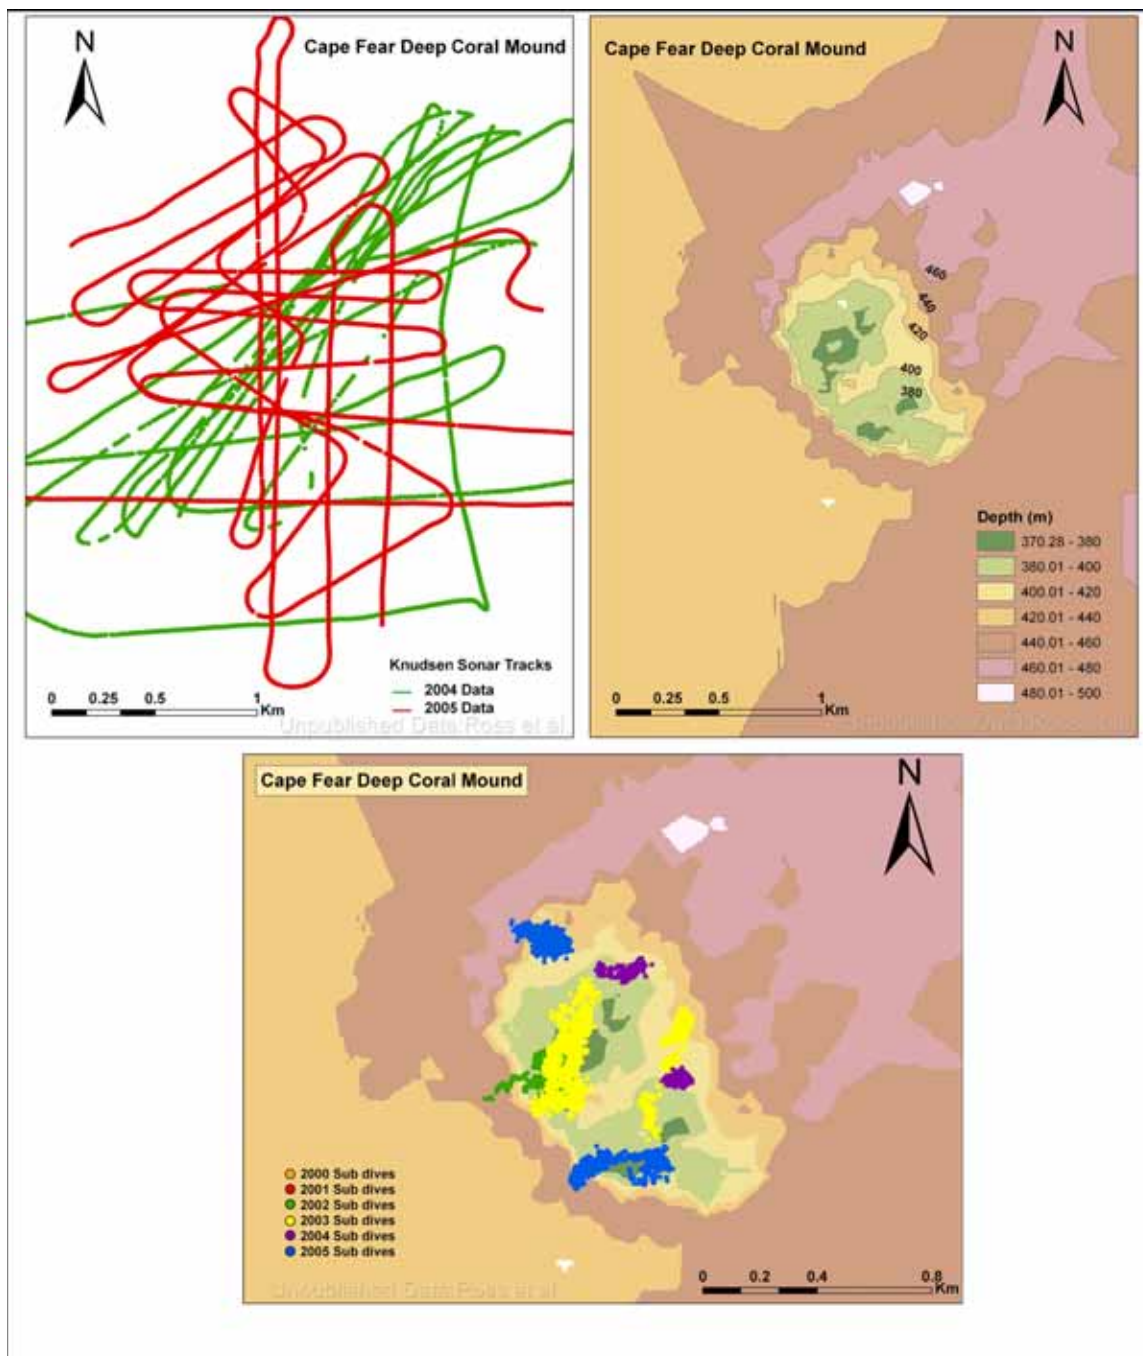 N
Cape Fear Deep Coral Mound
Knudsen Sonar Tracks
2004 Data
2005 Data
0 0.25 0.5 1
Km
Unpublished Data:Ross et al
Cape Fear Deep Coral Mound
N
460
440
420
400
380
Depth (m)
370.28 - 380
380.01 - 400
400.01 - 420
420.01 - 440
440.01 - 460
460.01 - 480
480.01 - 500
0 0.25 0.5 1
Km
Cape Fear Deep Coral Mound
N
2000 Sub dives
2001 Sub dives
2002 Sub dives
2003 Sub dives
2004 Sub dives
2005 Sub dives
0 0.2 0.4 0.8
Km
Unpublished Data:Ross et al